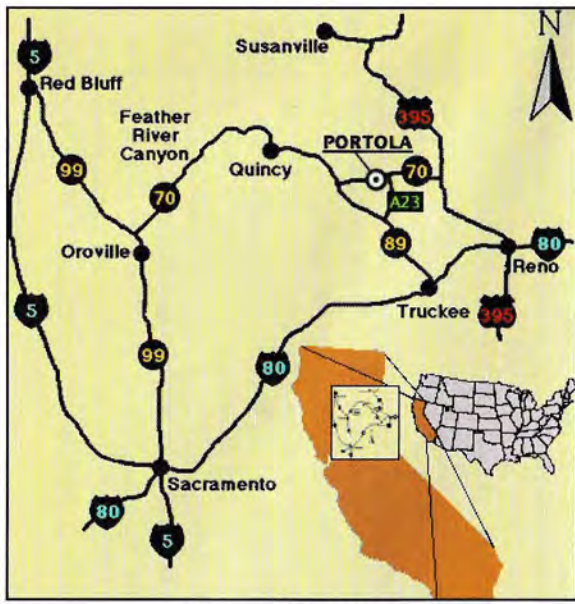 N
5
Susanville
Red Bluff
Feather
River
Canyon
395
PORTOLA
99
70
Quincy
70
A23
89
80
Oroville
Reno
5
Truckee
395
99
80
Sacramento
80
5